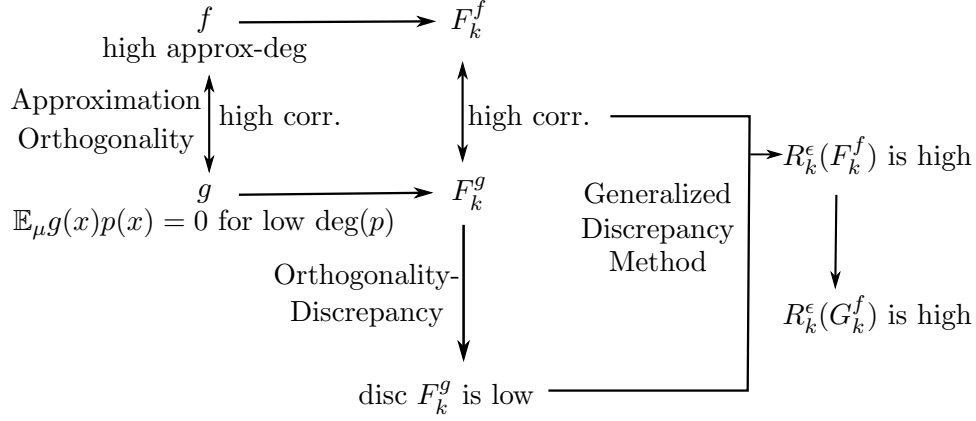 f
high approx-deg
F_k^f
Approximation
Orthogonality
high corr.
high corr.
g
𝔼_μ g(x)p(x) = 0 for low deg(p)
F_k^g
Orthogonality-
Discrepancy
disc F_k^g is low
Generalized
Discrepancy
Method
R_k^ϵ(F_k^f) is high
R_k^ϵ(G_k^f) is high